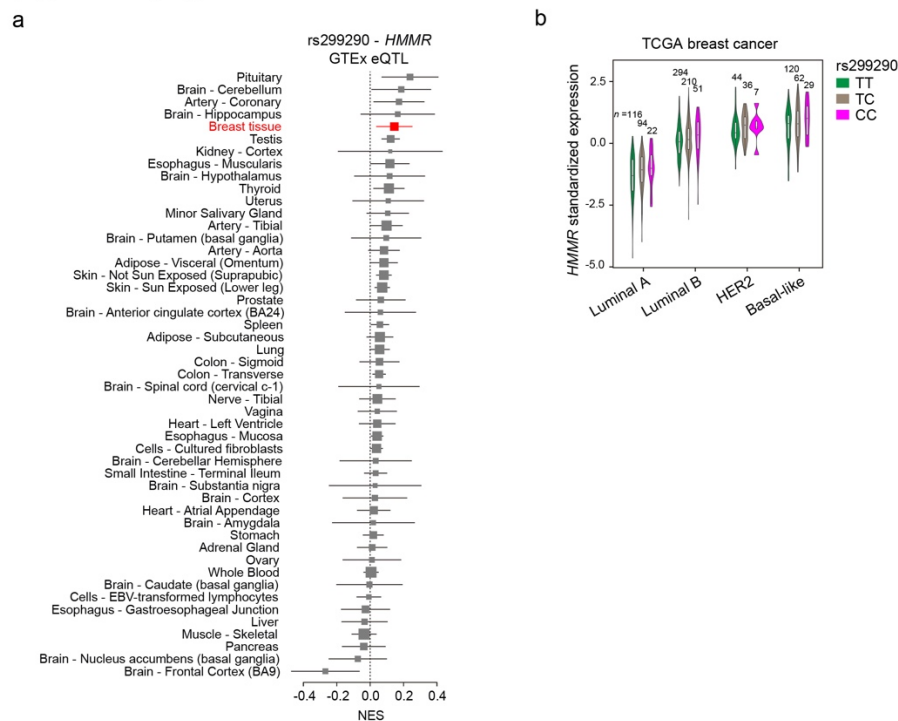 a
rs299290 - HMMR
GTEx eQTL
Pituitary
Brain - Cerebellum
Artery - Coronary
Brain - Hippocampus
Breast tissue
Testis
Kidney - Cortex
Esophagus - Muscularis
Brain - Hypothalamus
Thyroid
Uterus
Minor Salivary Gland
Artery - Tibial
Brain - Putamen (basal ganglia)
Artery - Aorta
Adipose - Visceral (Omentum)
Skin - Not Sun Exposed (Suprapubic)
Skin - Sun Exposed (Lower leg)
Prostate
Brain - Anterior cingulate cortex (BA24)
Spleen
Adipose - Subcutaneous
Lung
Colon - Sigmoid
Colon - Transverse
Brain - Spinal cord (cervical c-1)
Nerve - Tibial
Vagina
Heart - Left Ventricle
Esophagus - Mucosa
Cells - Cultured fibroblasts
Brain - Cerebellar Hemisphere
Small Intestine - Terminal Ileum
Brain - Substantia nigra
Brain - Cortex
Heart - Atrial Appendage
Brain - Amygdala
Stomach
Adrenal Gland
Ovary
Whole Blood
Brain - Caudate (basal ganglia)
Cells - EBV-transformed lymphocytes
Esophagus - Gastroesophageal Junction
Liver
Muscle - Skeletal
Pancreas
Brain - Nucleus accumbens (basal ganglia)
Brain - Frontal Cortex (BA9)
-0.4 -0.2 0.0 0.2 0.4
NES
b
TCGA breast cancer
rs299290
TT
TC
CC
HMMR standardized expression
2.5
0.0
-2.5
-5.0
n =116
94
22
294
210
51
44
36
7
120
62
29
Luminal A
Luminal B
HER2
Basal-like